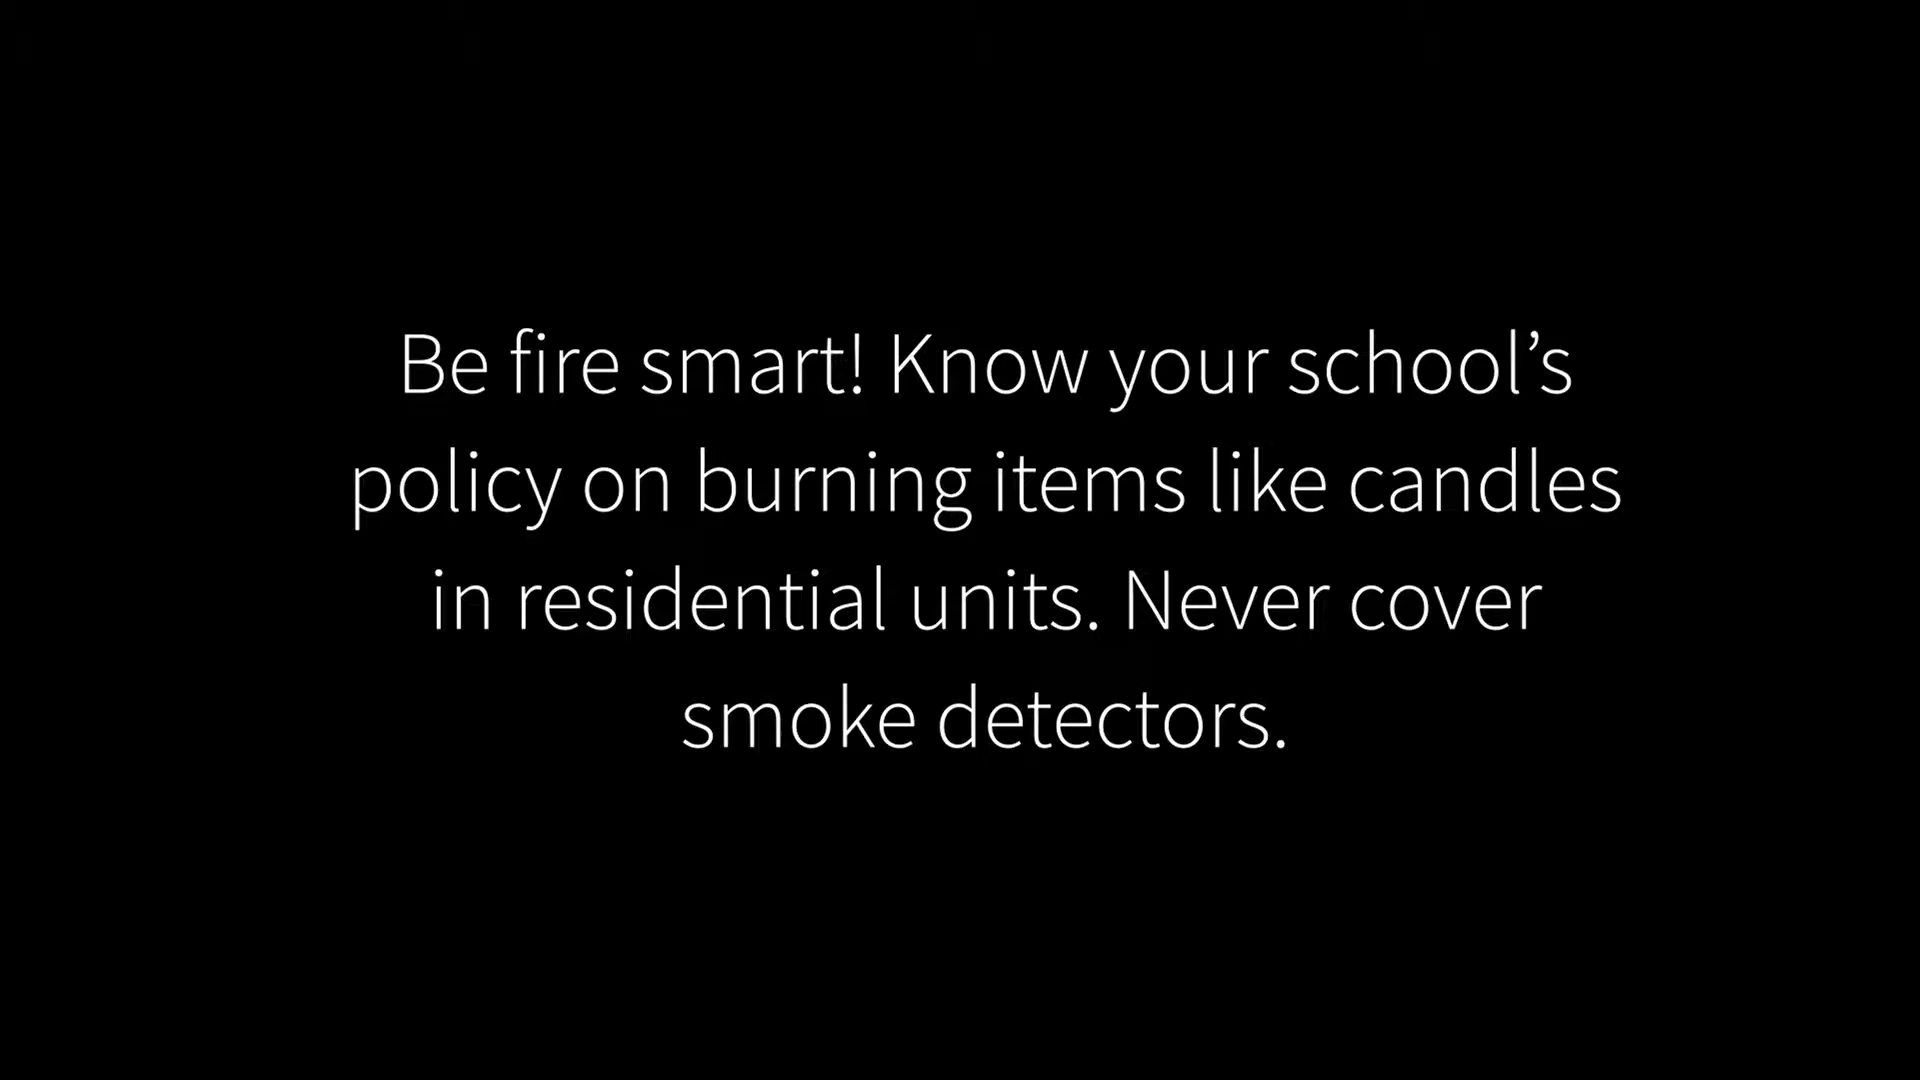 Be fire smart! Know your school’s
policy on burning items like candles
in residential units. Never cover
smoke detectors.